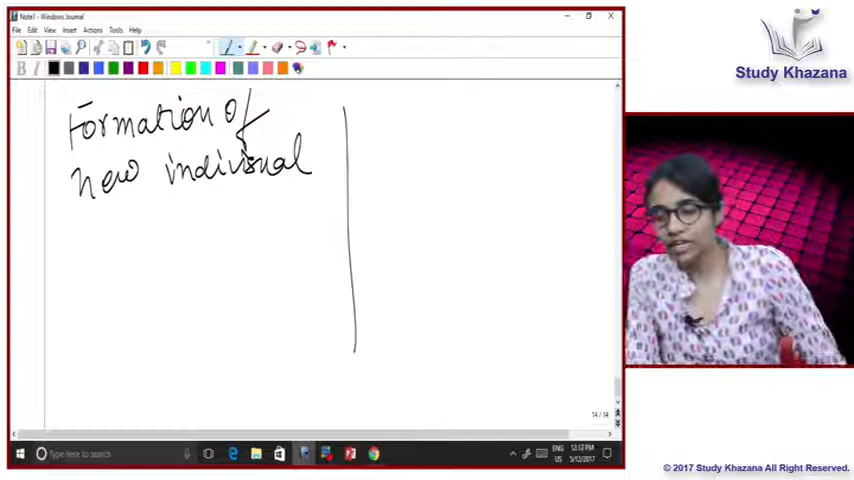 Note1 - Windows Journal
File Edit View Insert Actions Tools Help
B I
Study Khazana
Formation of
new indivisual
14 / 14
Type here to search
ENG
US
12:17 PM
5/12/2017
© 2017 Study Khazana All Right Reserved.